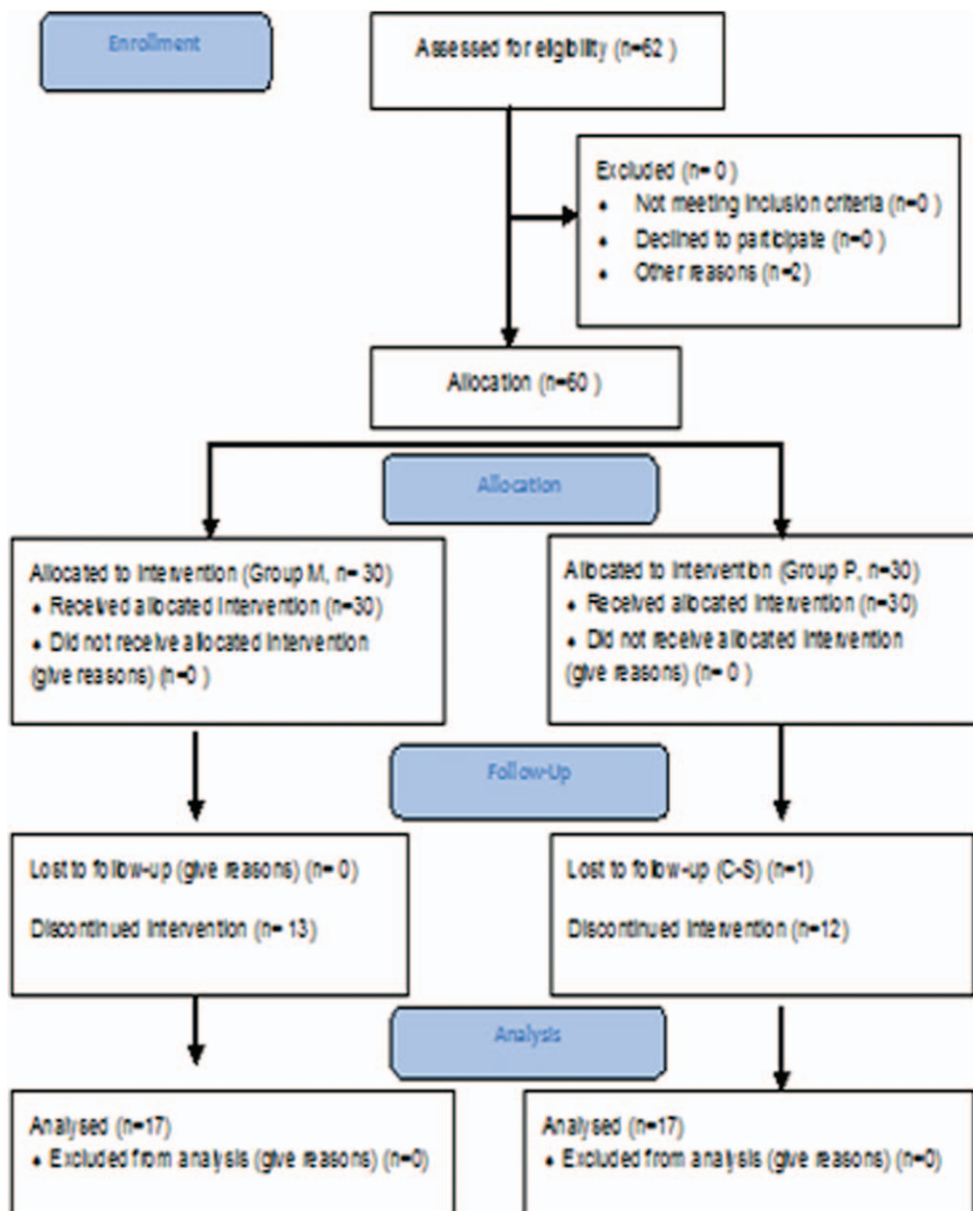 Enrollment
Assessed for eligibility (n=62 )
Excluded (n= 0 )
• Not meeting inclusion criteria (n=0 )
• Declined to participate (n=0 )
• Other reasons (n=2)
Allocation (n=60 )
Allocation
Allocated to intervention (Group M, n= 30)
• Received allocated intervention (n=30)
• Did not receive allocated intervention
(give reasons) (n=0 )
Allocated to intervention (Group P, n=30)
• Received allocated intervention (n=30)
• Did not receive allocated intervention
(give reasons) (n= 0 )
Follow-Up
Lost to follow-up (give reasons) (n= 0)
Discontinued intervention (n= 13)
Lost to follow-up (C-S) (n=1)
Discontinued intervention (n=12)
Analysis
Analysed (n=17)
• Excluded from analysis (give reasons) (n=0)
Analysed (n=17)
• Excluded from analysis (give reasons) (n=0)